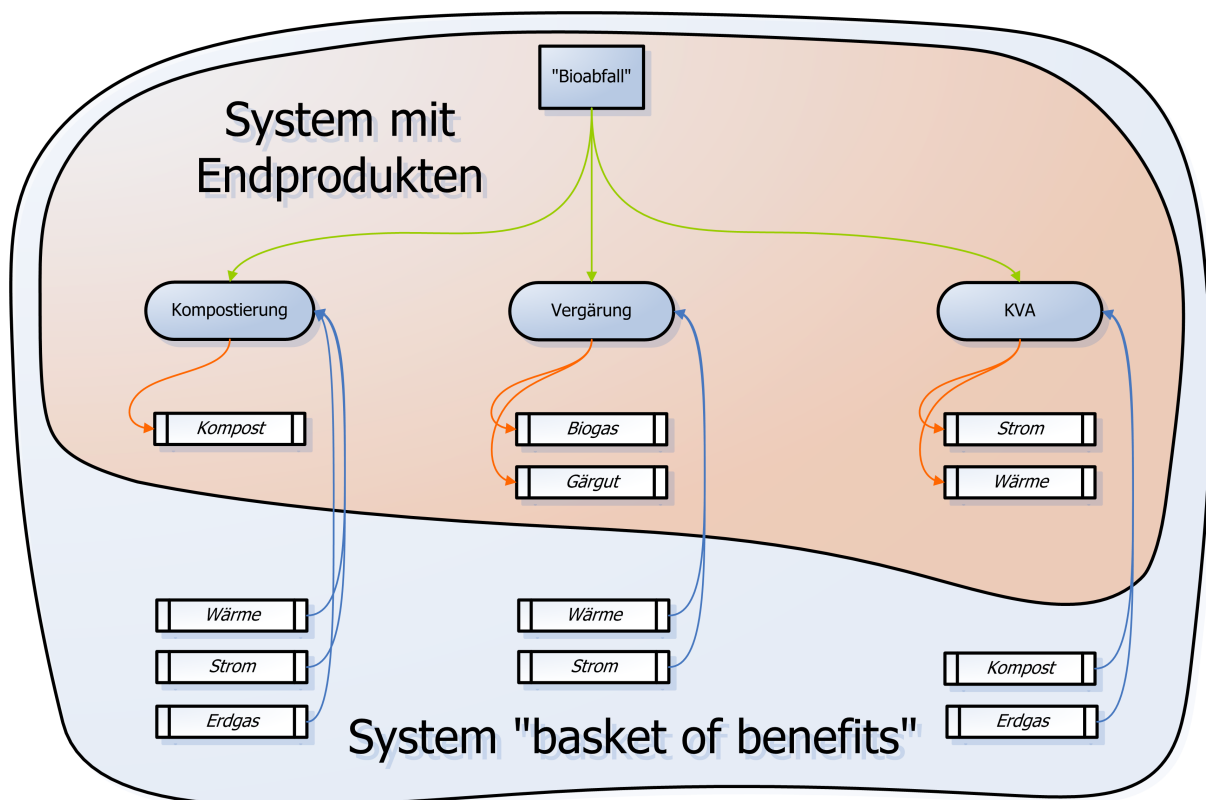 "Bioabfall"
System mit
Endprodukten
Kompostierung
Vergärung
KVA
Kompost
Biogas
Strom
Gärgut
Wärme
Wärme
Wärme
Strom
Strom
Kompost
Erdgas
Erdgas
System "basket of benefits"